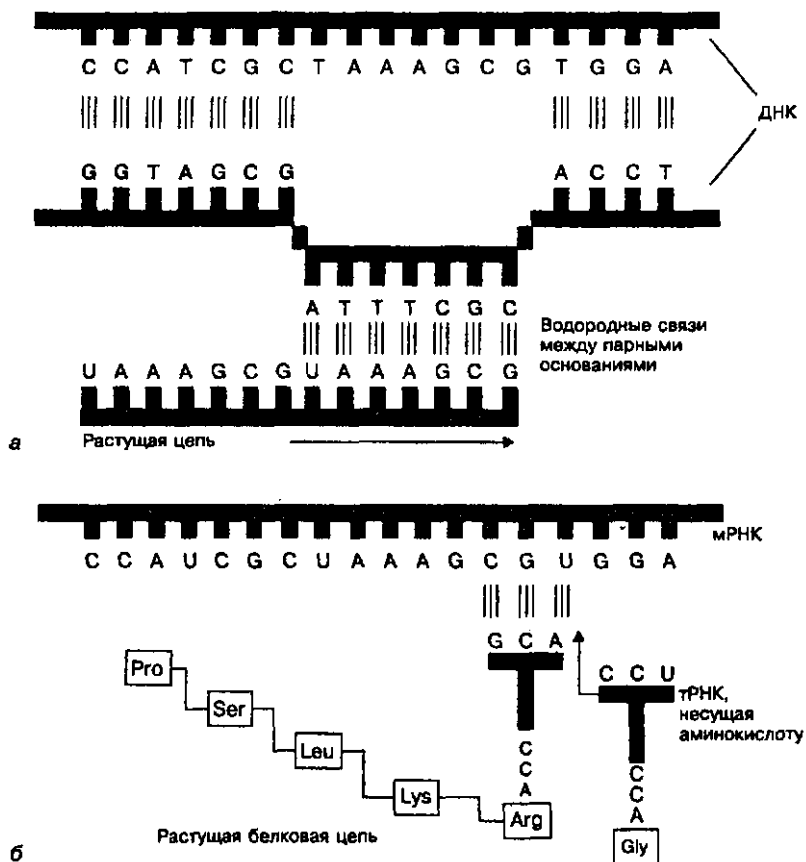 C C A T C G C T A A A G C G T G G A
ДНК
G G T A G C G A C C T
A T T T C G C
Водородные связи
между парными
основаниями
U A A A G C G U A A A G C G
а
Растущая цепь
мРНК
C C A U C G C U A A A G C G U G G A
G C A
Pro
C C U
Ser
тРНК,
несущая
аминокислоту
Leu
C
C
A
Lys
Arg
C
C
A
Растущая белковая цепь
Gly
б